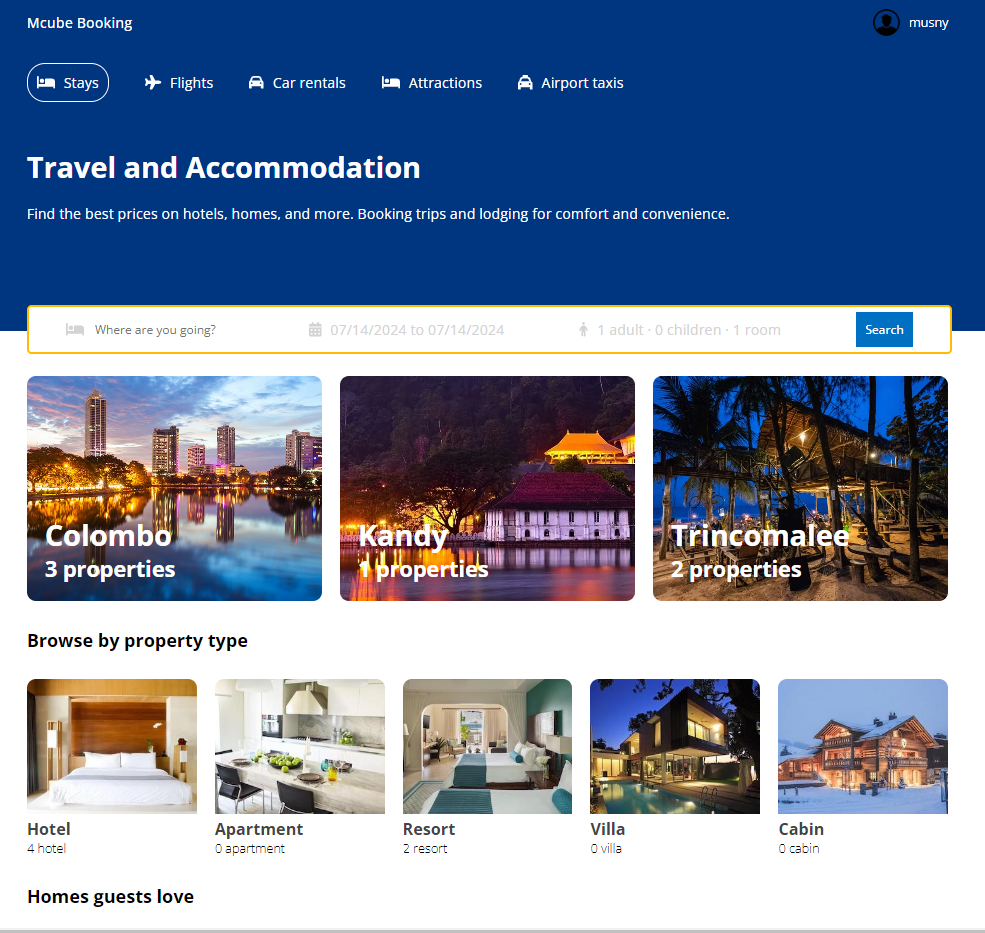 Mcube Booking
musny
Stays
Flights
Car rentals
Attractions
Airport taxis
Travel and Accommodation
Find the best prices on hotels, homes, and more. Booking trips and lodging for comfort and convenience.
Where are you going?
07/14/2024 to 07/14/2024
1 adult · 0 children · 1 room
Search
Colombo
3 properties
Kandy
1 properties
Trincomalee
2 properties
Browse by property type
Hotel
4 hotel
Apartment
0 apartment
Resort
2 resort
Villa
0 villa
Cabin
0 cabin
Homes guests love